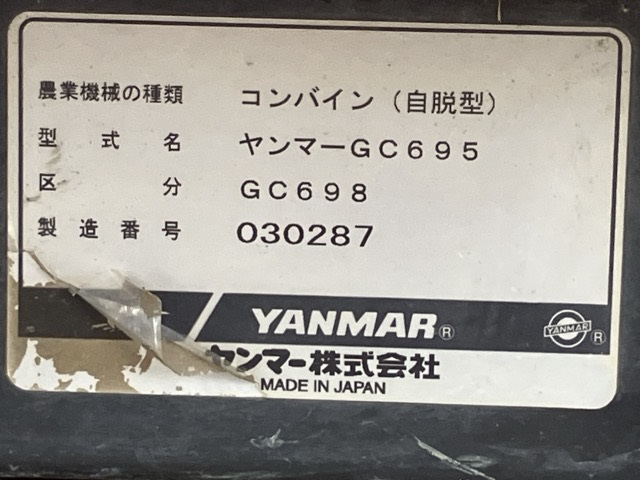 農業機械の種類 コンバイン（自脱型）
型式名 ヤンマーGC695
区分 GC698
製造番号 030287
YANMAR® YANMAR ®
ヤンマー株式会社
MADE IN JAPAN